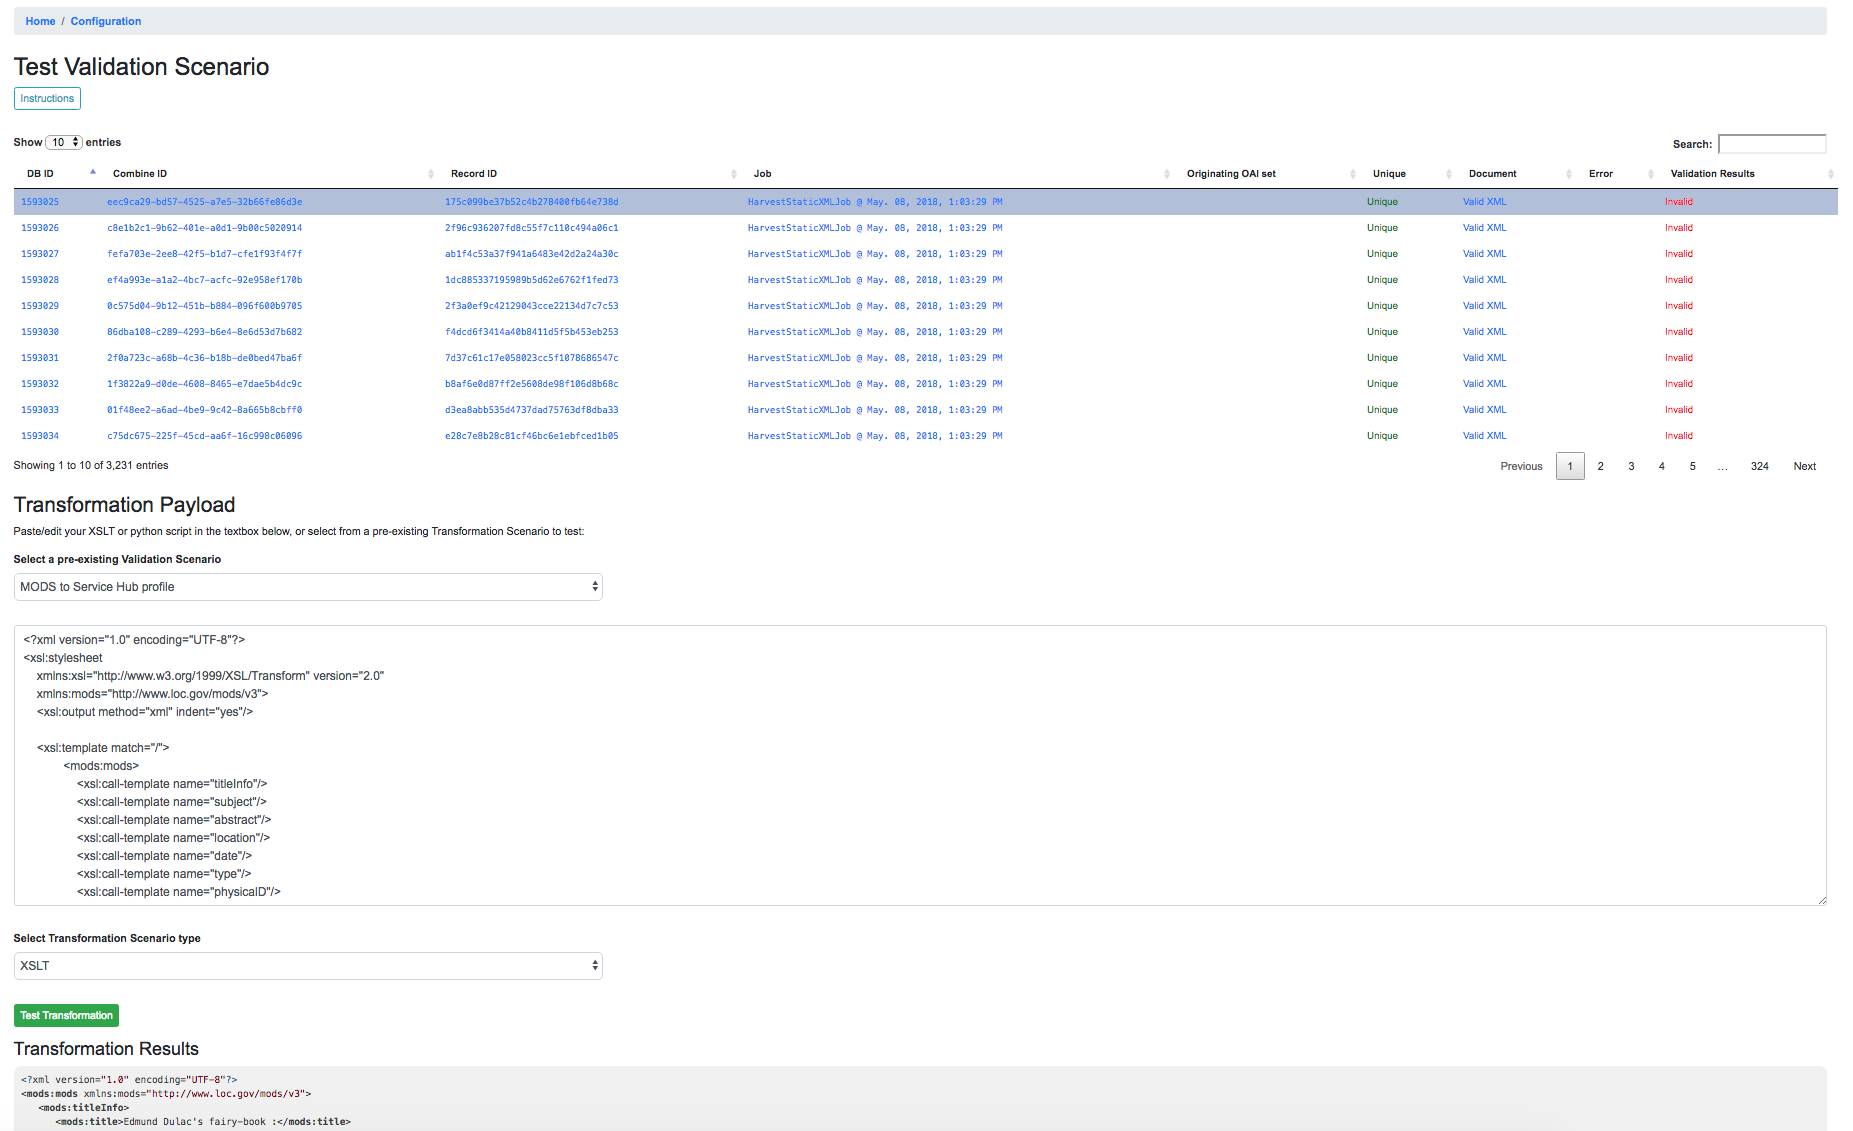 Home / Configuration
Test Validation Scenario
Instructions
Show 10 entries
Search:
DB ID Combine ID Record ID Job Originating OAI set Unique Document Error Validation Results
1593025 eec9ca29-bd57-4525-a7e5-32b66fe86d3e 175c099be37b52c4b278400fb64e738d HarvestStaticXMLJob @ May. 08, 2018, 1:03:29 PM Unique Valid XML Invalid
1593026 c8e1b2c1-9b62-401e-a0d1-9b00c5020914 2f96c936207fd8c55f7c110c494a06c1 HarvestStaticXMLJob @ May. 08, 2018, 1:03:29 PM Unique Valid XML Invalid
1593027 fefa703e-2ee8-42f5-b1d7-cfe1f93f4f7f ab1f4c53a37f941a6483e42d2a24a30c HarvestStaticXMLJob @ May. 08, 2018, 1:03:29 PM Unique Valid XML Invalid
1593028 ef4a993e-a1a2-4bc7-acfc-92e958ef170b 1dc885337195989b5d62e6762f1fed73 HarvestStaticXMLJob @ May. 08, 2018, 1:03:29 PM Unique Valid XML Invalid
1593029 0c575d04-9b12-451b-b884-096f600b9705 2f3a0ef9c42129043cce22134d7c7c53 HarvestStaticXMLJob @ May. 08, 2018, 1:03:29 PM Unique Valid XML Invalid
1593030 86dba108-c289-4293-b6e4-8e6d53d7b682 f4dcd6f3414a40b8411d5f5b453eb253 HarvestStaticXMLJob @ May. 08, 2018, 1:03:29 PM Unique Valid XML Invalid
1593031 2f0a723c-a68b-4c36-b18b-de0bed47ba6f 7d37c61c17e058023cc5f1078686547c HarvestStaticXMLJob @ May. 08, 2018, 1:03:29 PM Unique Valid XML Invalid
1593032 1f3822a9-d0de-4608-8465-e7dae5b4dc9c b8af6e0d87ff2e5608de98f106d8b68c HarvestStaticXMLJob @ May. 08, 2018, 1:03:29 PM Unique Valid XML Invalid
1593033 01f48ee2-a6ad-4be9-9c42-8a665b8cbff0 d3ea8abb535d4737dad75763df8dba33 HarvestStaticXMLJob @ May. 08, 2018, 1:03:29 PM Unique Valid XML Invalid
1593034 c75dc675-225f-45cd-aa6f-16c998c06096 e28c7e8b28c81cf46bc6e1ebfced1b05 HarvestStaticXMLJob @ May. 08, 2018, 1:03:29 PM Unique Valid XML Invalid
Showing 1 to 10 of 3,231 entries
Previous 1 2 3 4 5 … 324 Next
Transformation Payload
Paste/edit your XSLT or python script in the textbox below, or select from a pre-existing Transformation Scenario to test:
Select a pre-existing Validation Scenario
MODS to Service Hub profile
<?xml version="1.0" encoding="UTF-8"?>
<xsl:stylesheet
xmlns:xsl="http://www.w3.org/1999/XSL/Transform" version="2.0"
xmlns:mods="http://www.loc.gov/mods/v3">
<xsl:output method="xml" indent="yes"/>
<xsl:template match="/">
<mods:mods>
<xsl:call-template name="titleInfo"/>
<xsl:call-template name="subject"/>
<xsl:call-template name="abstract"/>
<xsl:call-template name="location"/>
<xsl:call-template name="date"/>
<xsl:call-template name="type"/>
<xsl:call-template name="physicalD"/>
Select Transformation Scenario type
XSLT
Test Transformation
Transformation Results
<?xml version="1.0" encoding="UTF-8"?>
<mods:mods xmlns:mods="http://www.loc.gov/mods/v3">
<mods:titleInfo>
<mods:title>Edmund Dulac's fairy-book :</mods:title>